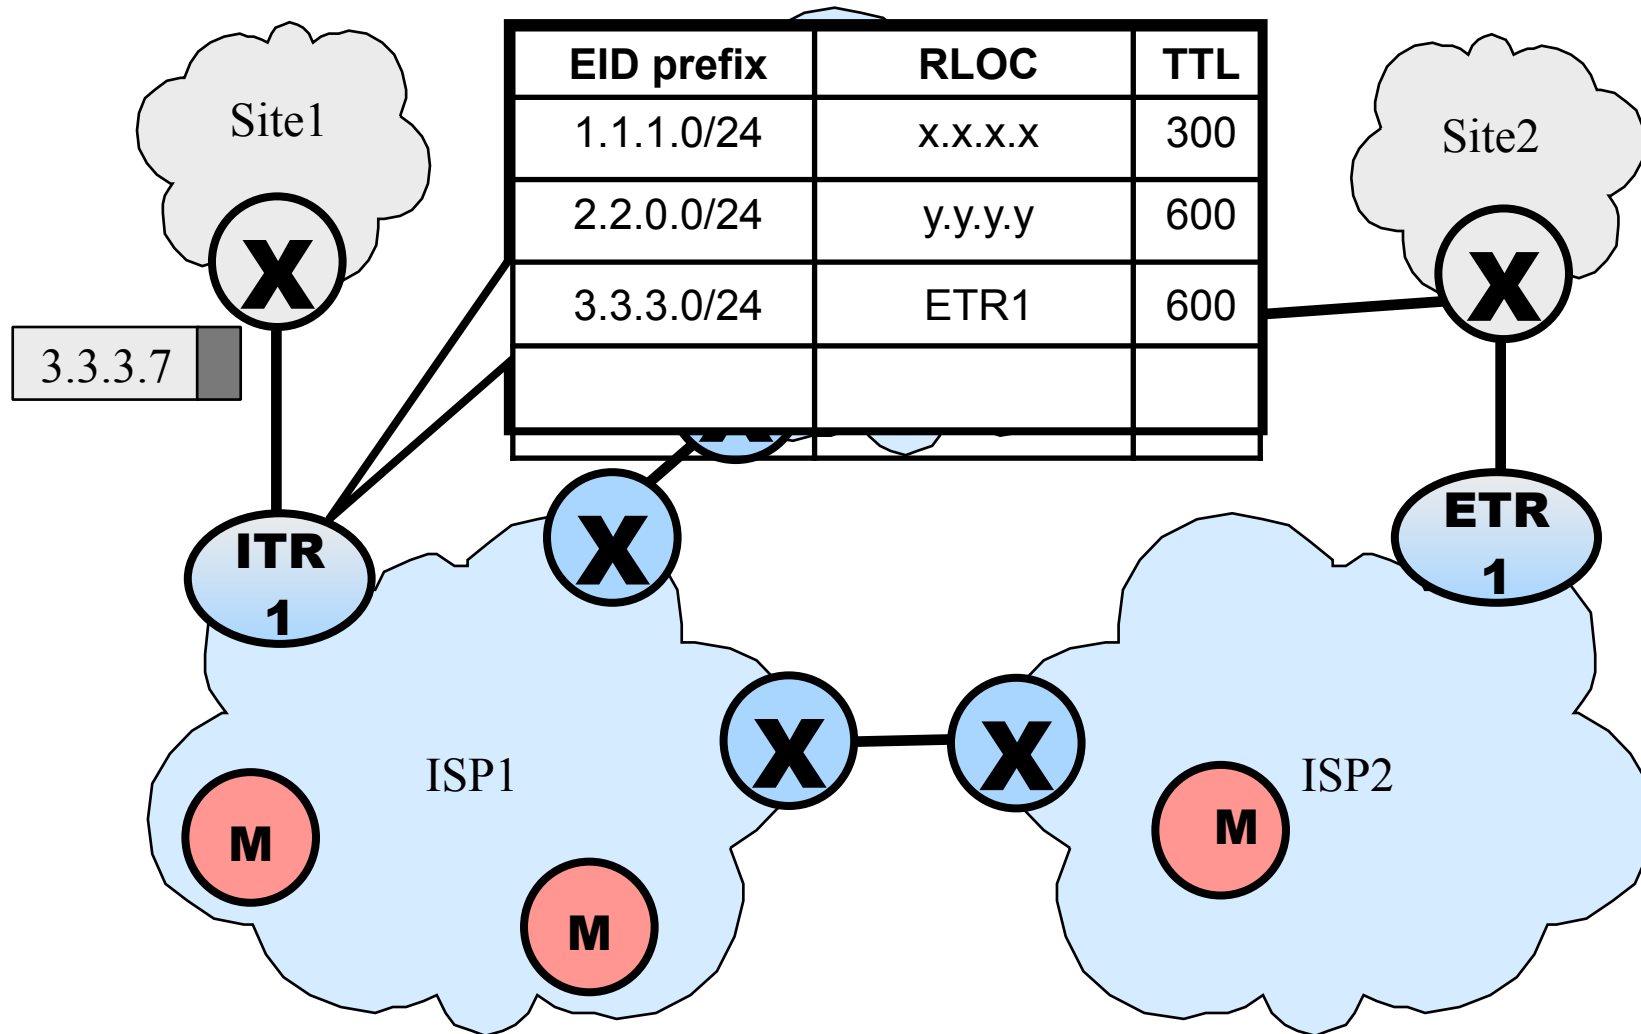 EID prefix RLOC TTL
1.1.1.0/24 x.x.x.x 300
2.2.0.0/24 y.y.y.y 600
3.3.3.0/24 ETR1 600
Site1
Site2
X
X
3.3.3.7
ITR
1
ETR
1
X
X
X
X
ISP1
ISP2
M
M
M